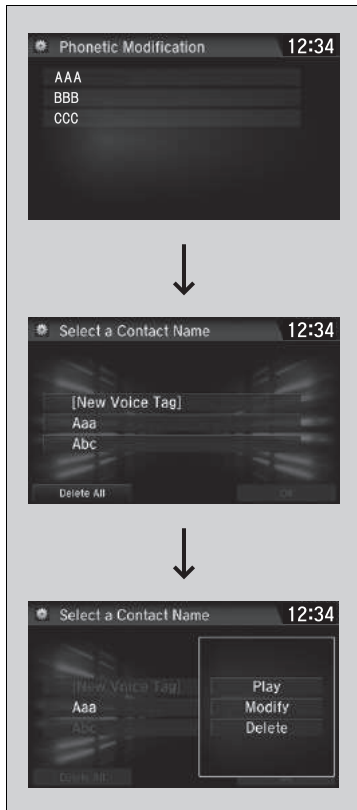 Phonetic Modification 12:34
AAA
BBB
CCC
Select a Contact Name 12:34
[New Voice Tag]
Aaa
Abc
Delete All OK
Select a Contact Name 12:34
[New Voice Tag] Play
Aaa Modify
Abc Delete
Delete All